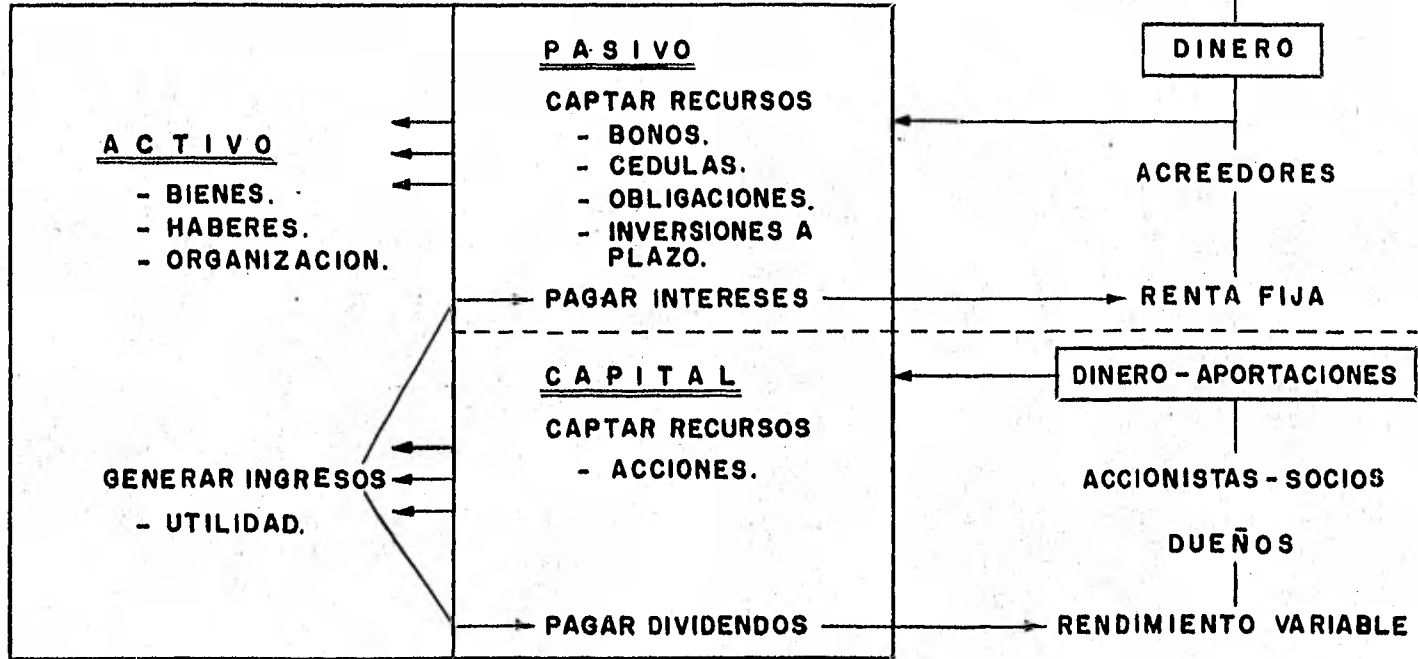 ACTIVO
- BIENES.
- HABERES.
- ORGANIZACION.
GENERAR INGRESOS
- UTILIDAD.
PASIVO
CAPTAR RECURSOS
- BONOS.
- CEDULAS.
- OBLIGACIONES.
- INVERSIONES A
PLAZO.
PAGAR INTERESES
CAPITAL
CAPTAR RECURSOS
- ACCIONES.
PAGAR DIVIDENDOS
DINERO
ACREEDORES
RENTA FIJA
DINERO - APORTACIONES
ACCIONISTAS - SOCIOS
DUEÑOS
RENDIMIENTO VARIABLE